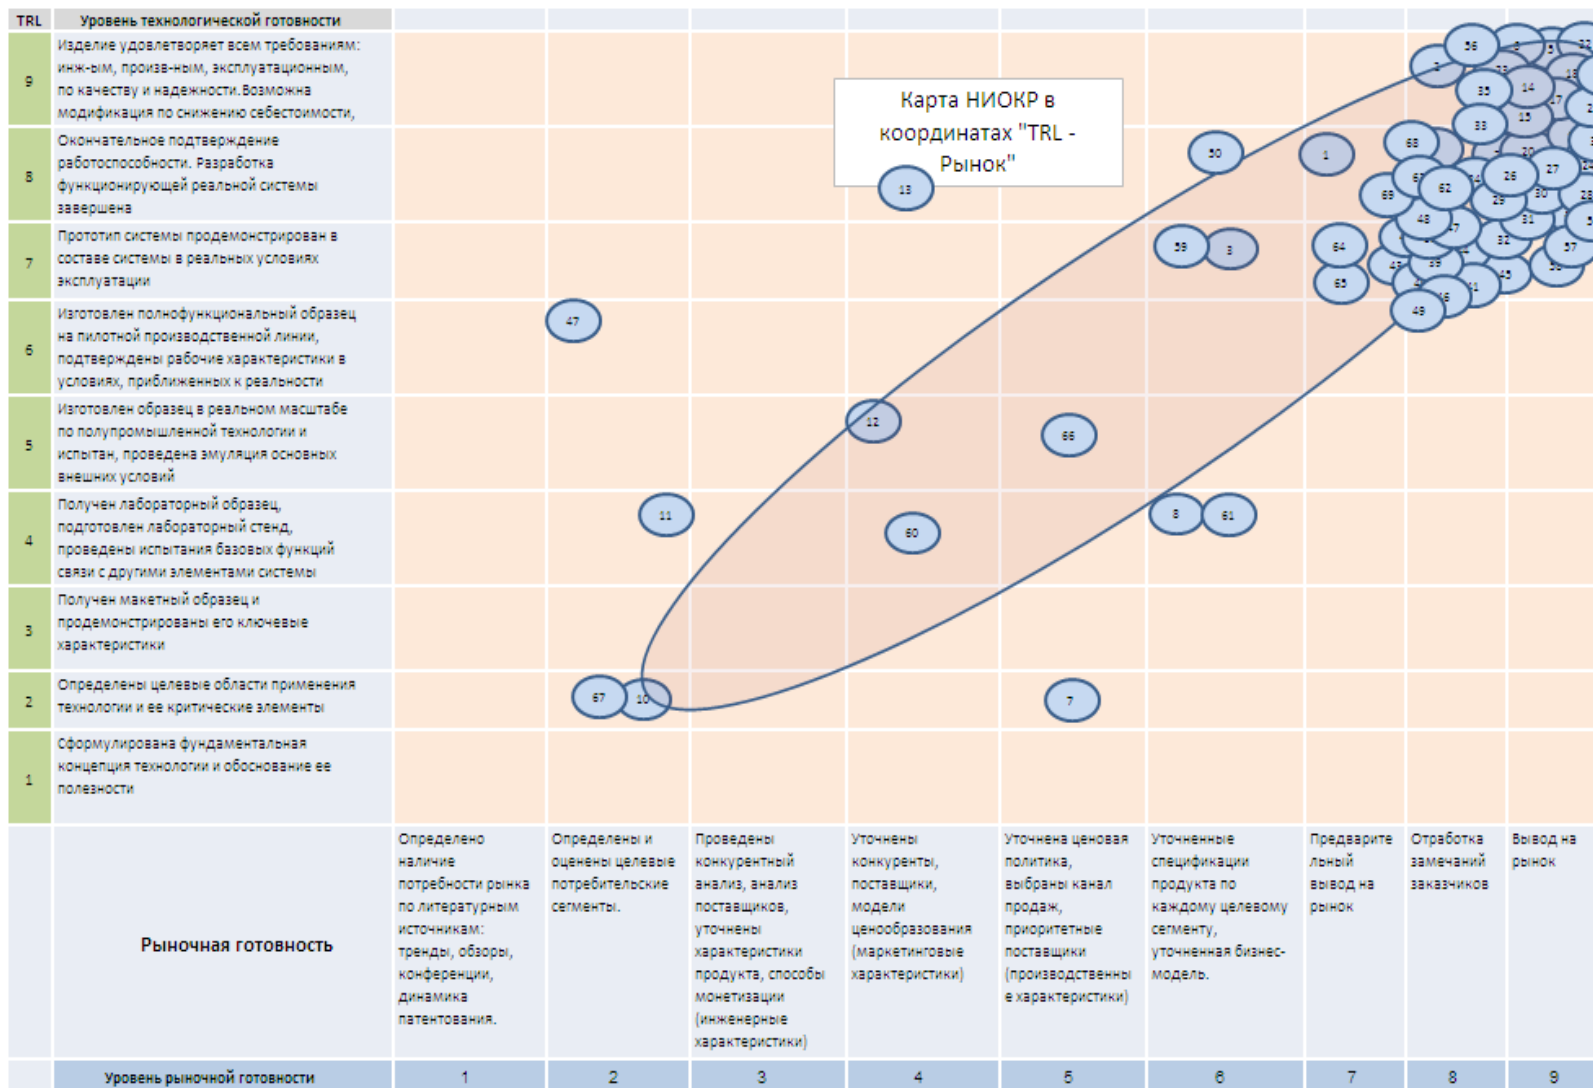 TRL Уровень технологической готовности
9
Изделие удовлетворяет всем требованиям:
инж-ым, произв-ным, эксплуатационным,
по качеству и надежности.Возможна
модификация по снижению себестоимости,
Карта НИОКР в
координатах "TRL -
Рынок"
8
Окончательное подтверждение
работоспособности. Разработка
функционирующей реальной системы
завершена
7
Прототип системы продемонстрирован в
составе системы в реальных условиях
эксплуатации
6
Изготовлен полнофункциональный образец
на пилотной производственной линии,
подтверждены рабочие характеристики в
условиях, приближенных к реальности
5
Изготовлен образец в реальном масштабе
по полупромышленной технологии и
испытан, проведена эмуляция основных
внешних условий
4
Получен лабораторный образец,
подготовлен лабораторный стенд,
проведены испытания базовых функций
связи с другими элементами системы
3
Получен макетный образец и
продемонстрированы его ключевые
характеристики
2
Определены целевые области применения
технологии и ее критические элементы
1
Сформулирована фундаментальная
концепция технологии и обоснование ее
полезности
56
35
14
33
15
68
50
1
13
69
62
26
27
48
59
3
64
65
32
31
57
49
47
12
66
11
60
8
61
67
10
7
Рыночная готовность
Определено
наличие
потребности рынка
по литературным
источникам:
тренды, обзоры,
конференции,
динамика
патентования.
Определены и
оценены целевые
потребительские
сегменты.
Проведены
конкурентный
анализ, анализ
поставщиков,
уточнены
характеристики
продукта, способы
монетизации
(инженерные
характеристики)
Уточнены
конкуренты,
поставщики,
модели
ценообразования
(маркетинговые
характеристики)
Уточнена ценовая
политика,
выбраны канал
продаж,
приоритетные
поставщики
(производственны
е характеристики)
Уточненные
спецификации
продукта по
каждому целевому
сегменту,
уточненная бизнес-
модель.
Предварите
льный
вывод на
рынок
Отработка
замечаний
заказчиков
Вывод на
рынок
Уровень рыночной готовности 1 2 3 4 5 6 7 8 9